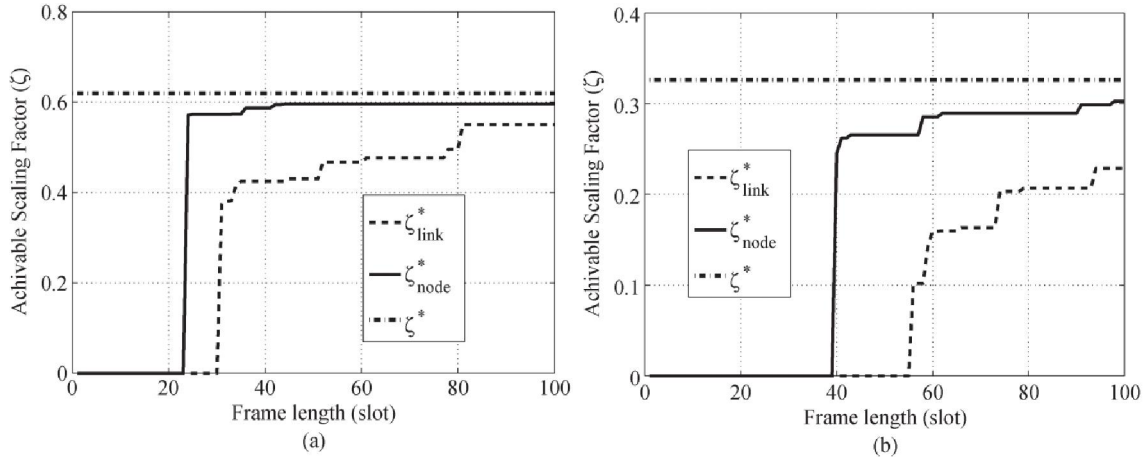 Achivable Scaling Factor (ζ)
0.8
0.6
0.4
0.2
0
0 20 40 60 80 100
Frame length (slot)
ζ*link
ζ*node
ζ*
(a)
Achivable Scaling Factor (ζ)
0.4
0.3
0.2
0.1
0
0 20 40 60 80 100
Frame length (slot)
ζ*link
ζ*node
ζ*
(b)